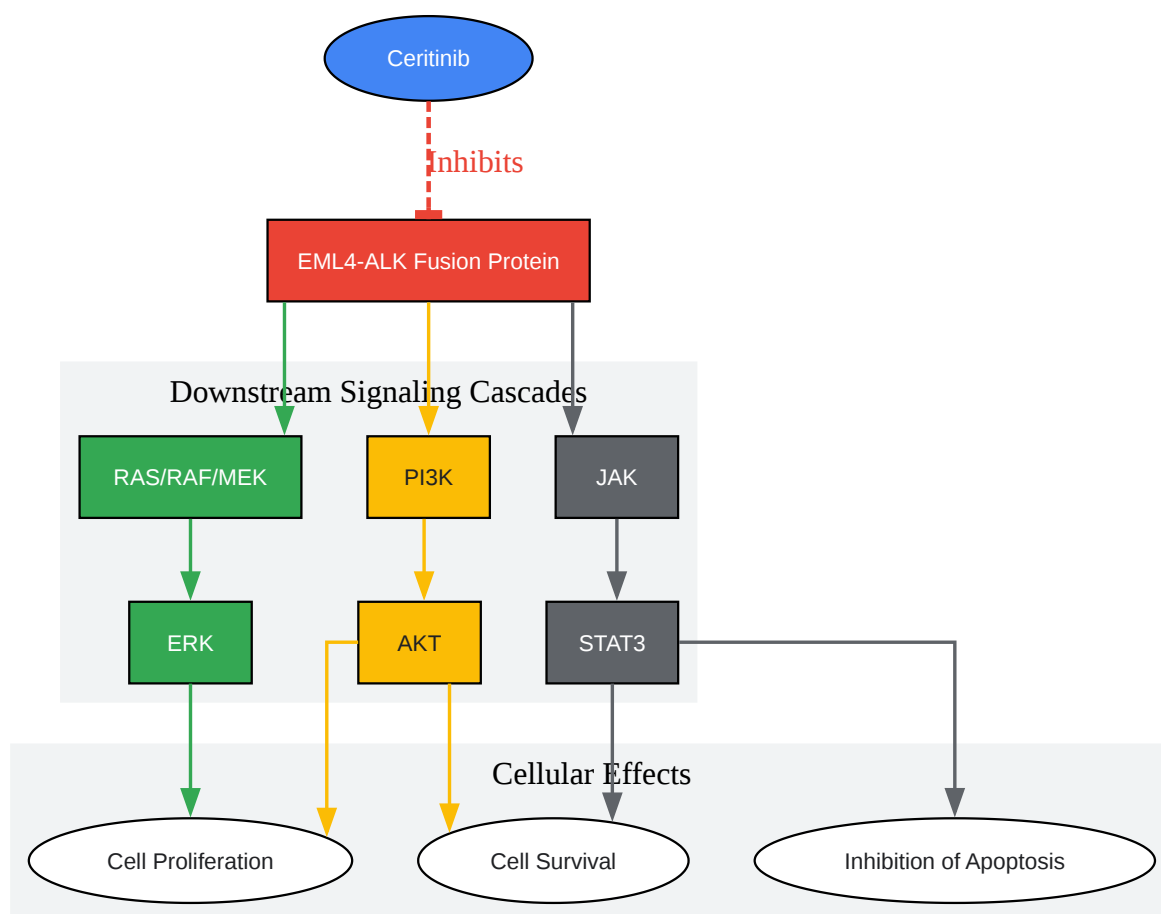 Ceritinib
Inhibits
EML4-ALK Fusion Protein
Downstream Signaling Cascades
RAS/RAF/MEK
PI3K
JAK
ERK
AKT
STAT3
Cellular Effects
Cell Proliferation
Cell Survival
Inhibition of Apoptosis